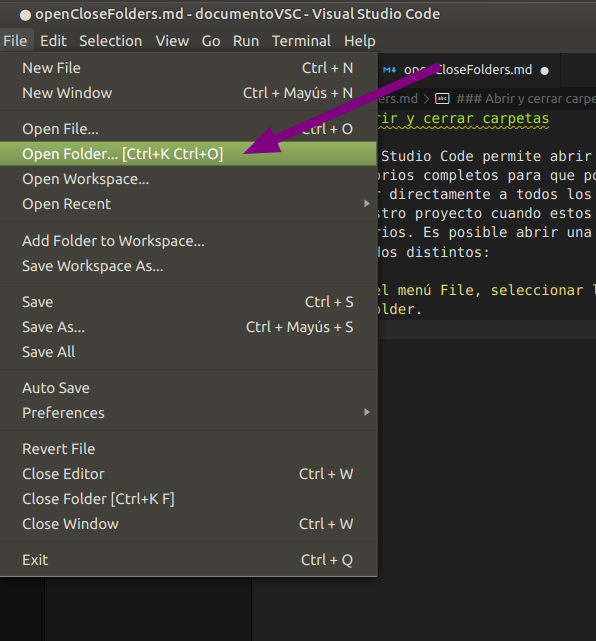 openCloseFolders.md - documentoVSC - Visual Studio Code
File Edit Selection View Go Run Terminal Help
New File Ctrl + N
New Window Ctrl + Mayús + N
Open File... Ctrl + O
Open Folder... [Ctrl+K Ctrl+O]
Open Workspace...
Open Recent
Add Folder to Workspace...
Save Workspace As...
Save Ctrl + S
Save As... Ctrl + Mayús + S
Save All
Auto Save
Preferences
Revert File
Close Editor Ctrl + W
Close Folder [Ctrl+K F]
Close Window Ctrl + W
Exit Ctrl + Q
openCloseFolders.md
ers.md > abc ### Abrir y cerrar carpe
rir y cerrar carpetas
Studio Code permite abrir
orios completos para que po
r directamente a todos los
stro proyecto cuando estos
rios. Es posible abrir una
dos distintos:
el menú File, seleccionar l
older.